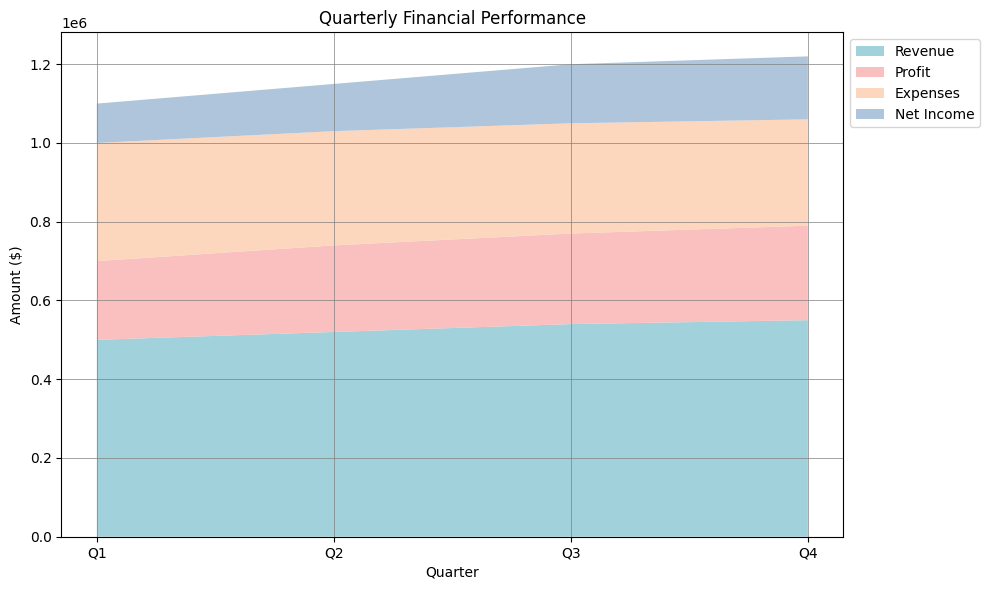 Quarterly Financial Performance
1e6
1.2
1.0
0.8
0.6
0.4
0.2
0.0
Amount ($)
Q1
Q2
Q3
Q4
Quarter
Revenue
Profit
Expenses
Net Income